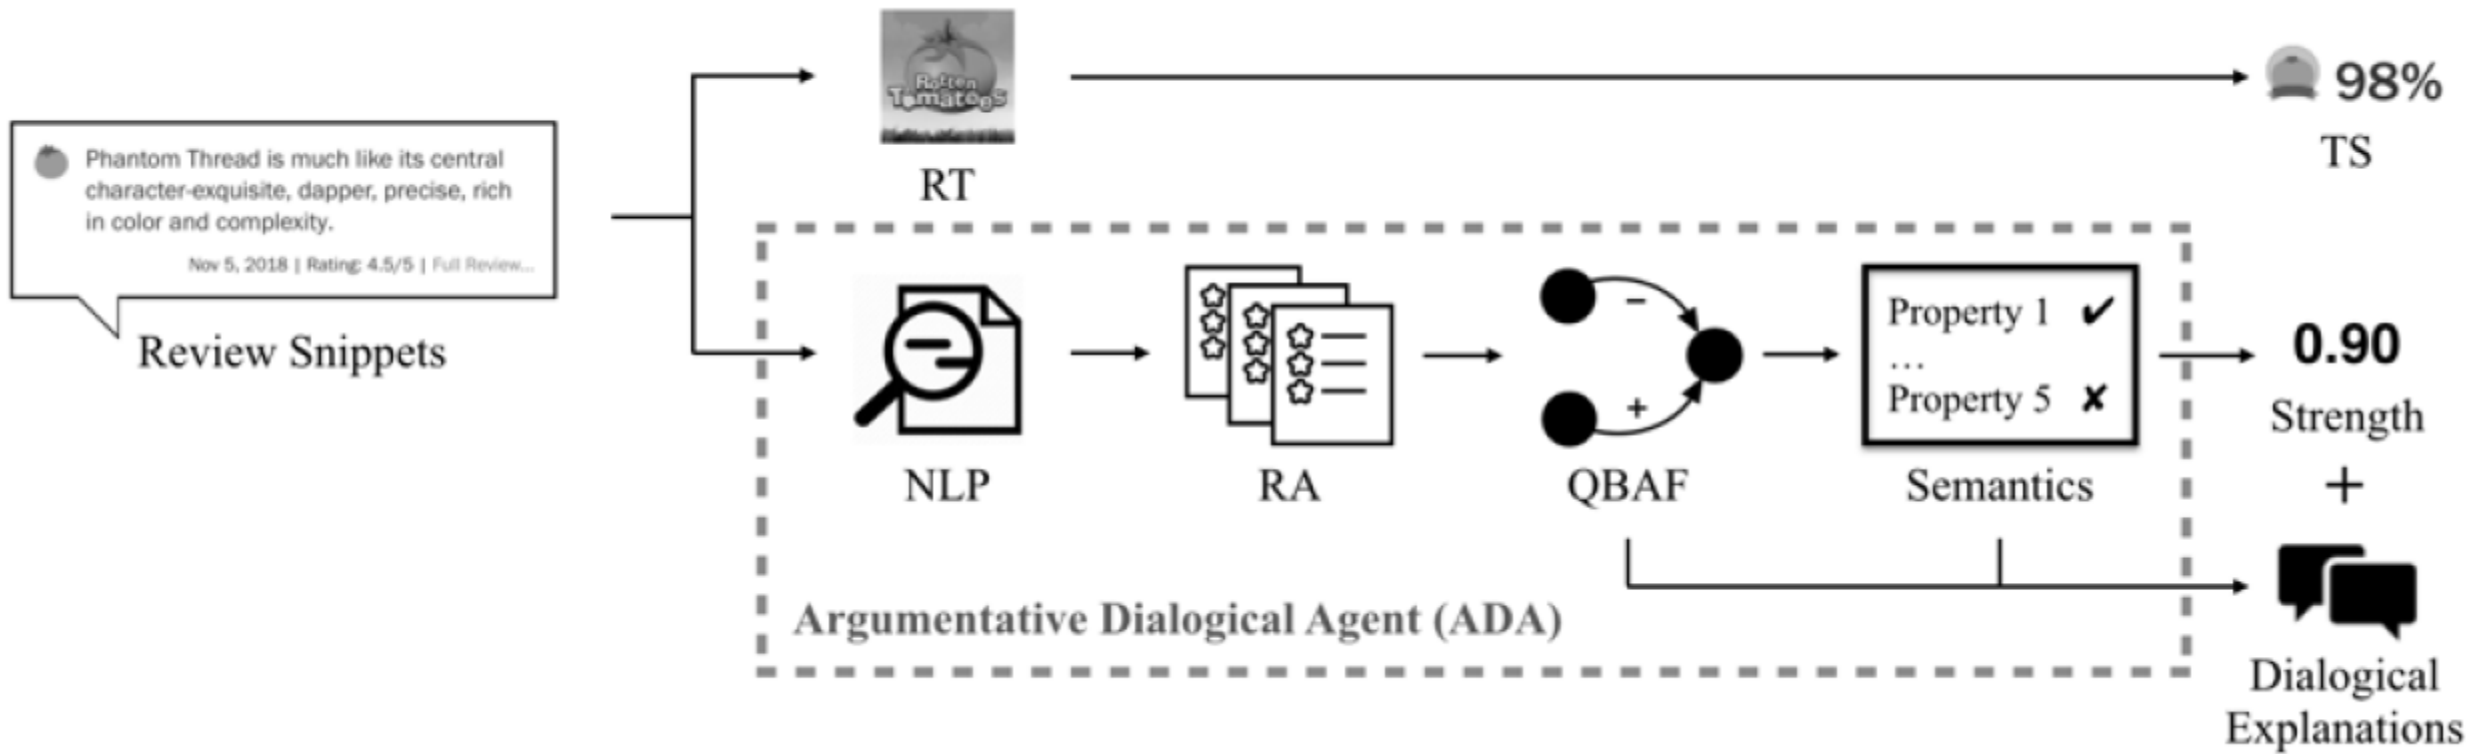 Rotten
Tomatoes
98%
RT
TS
Phantom Thread is much like its central
character-exquisite, dapper, precise, rich
in color and complexity.
Nov 5, 2018 | Rating: 4.5/5 | Full Review...
Review Snippets
−
+
Property 1 ✔
...
Property 5 ✘
0.90
Strength
+
NLP
RA
QBAF
Semantics
Argumentative Dialogical Agent (ADA)
Dialogical
Explanations